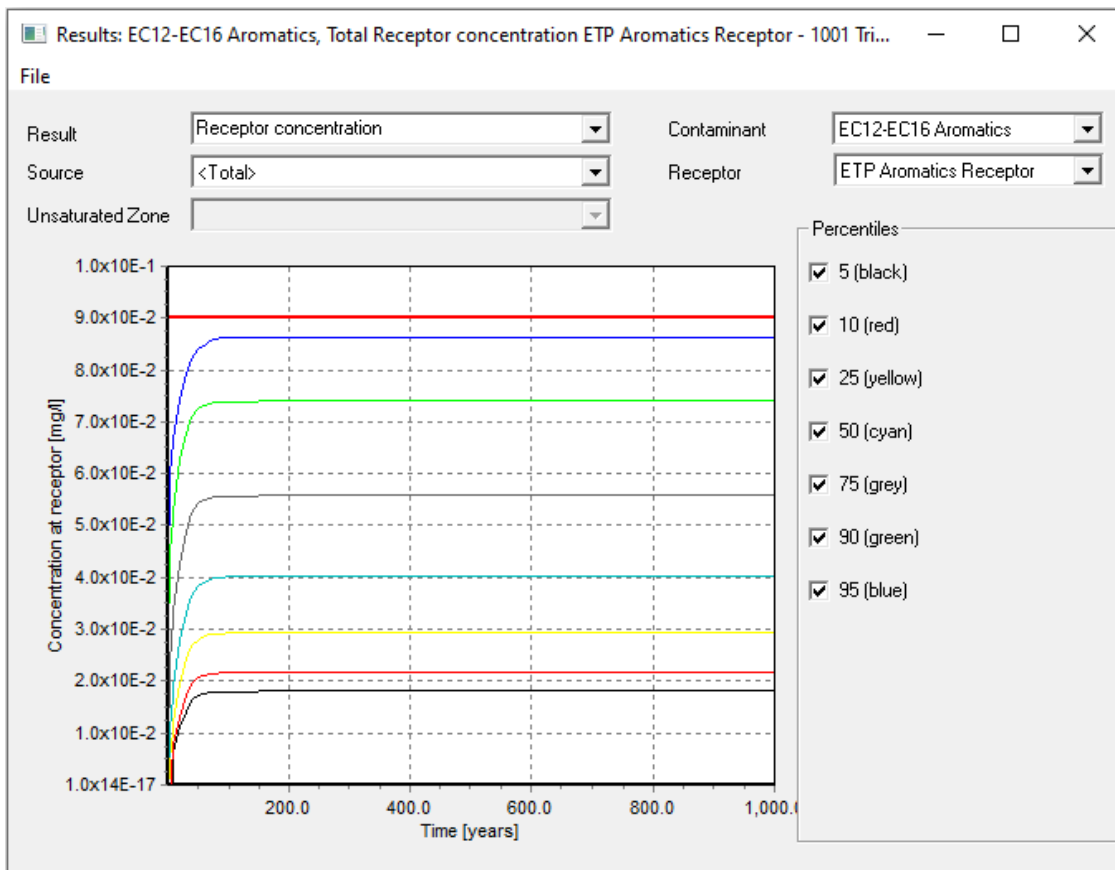 Results: EC12-EC16 Aromatics, Total Receptor concentration ETP Aromatics Receptor - 1001 Tri...
File
Result
Receptor concentration
Contaminant
EC12-EC16 Aromatics
Source
<Total>
Receptor
ETP Aromatics Receptor
Unsaturated Zone
Percentiles
5 (black)
10 (red)
25 (yellow)
50 (cyan)
75 (grey)
90 (green)
95 (blue)
Concentration at receptor [mg/l]
1.0x10E-1
9.0x10E-2
8.0x10E-2
7.0x10E-2
6.0x10E-2
5.0x10E-2
4.0x10E-2
3.0x10E-2
2.0x10E-2
1.0x10E-2
1.0x14E-17
200.0
400.0
600.0
800.0
1,000.0
Time [years]